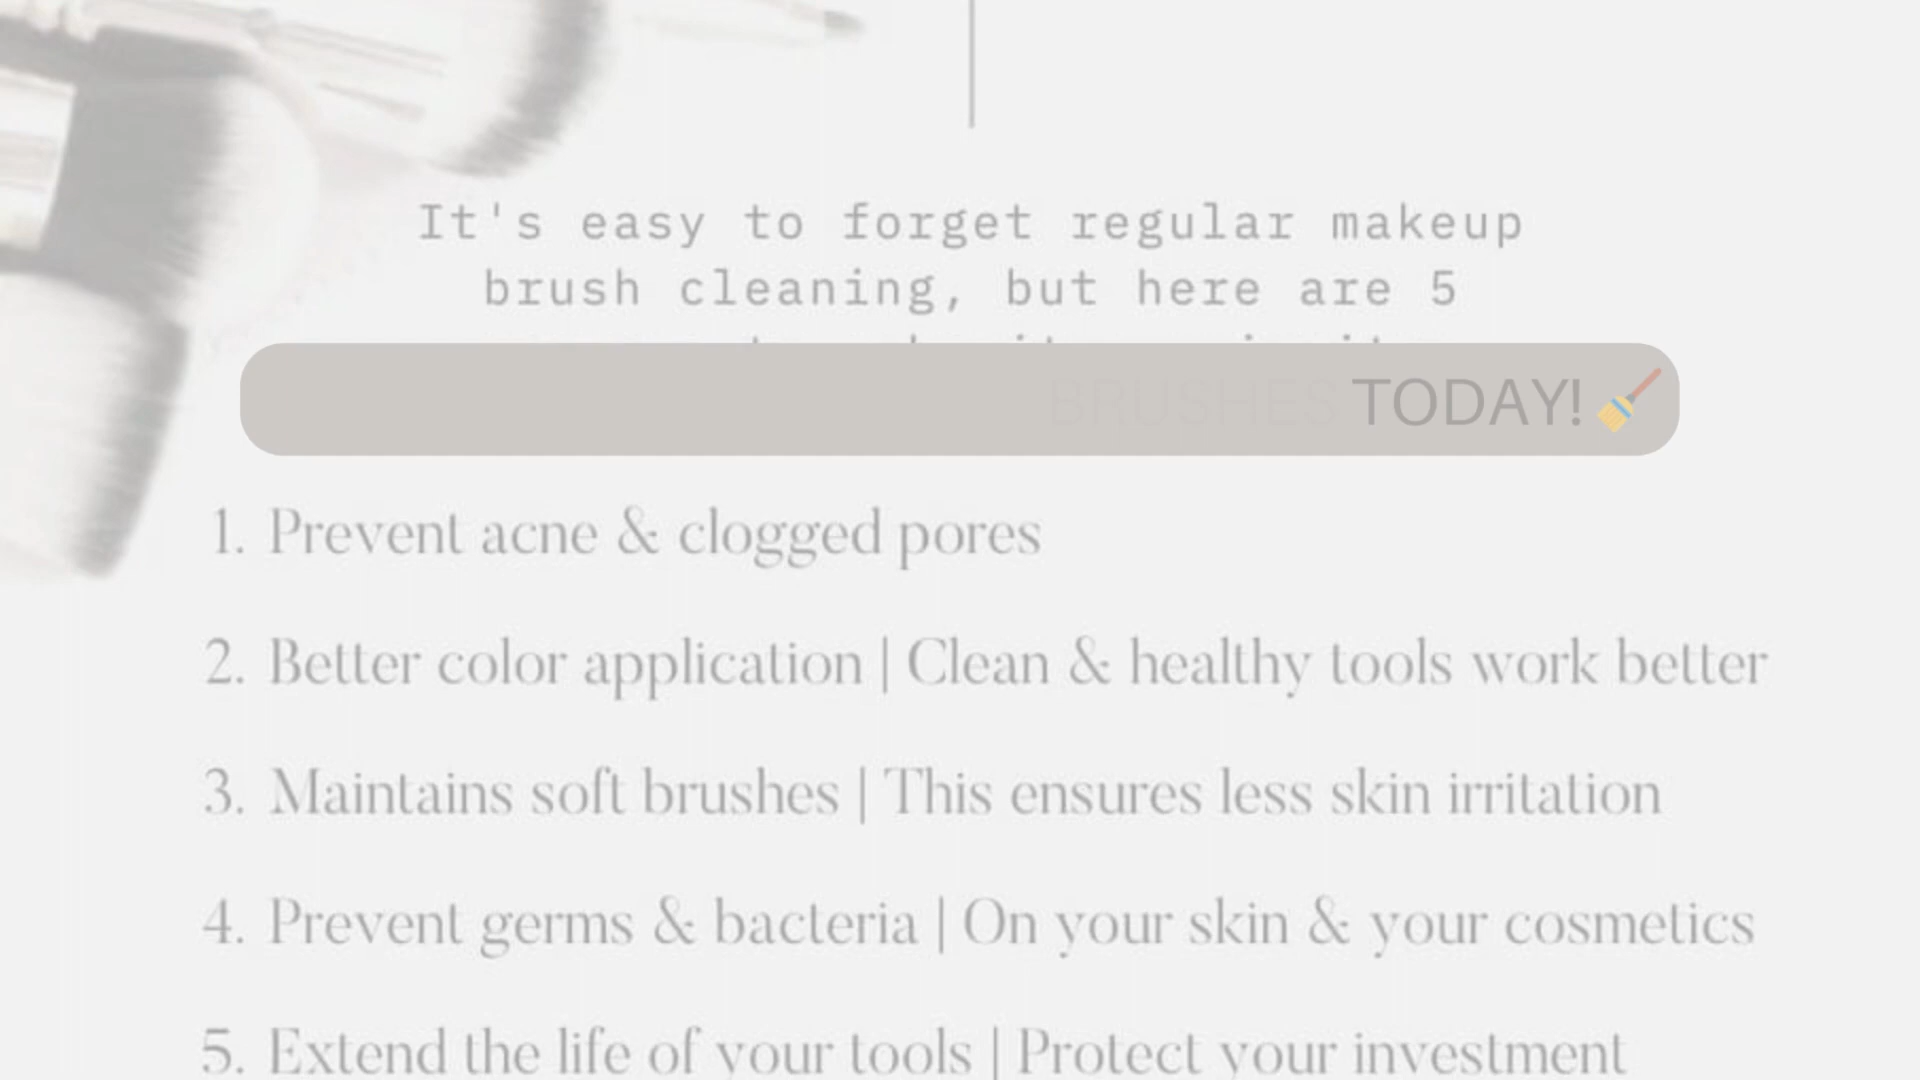 It's easy to forget regular makeup
brush cleaning, but here are 5
BRUSHES TODAY! 🧹
1. Prevent acne & clogged pores
2. Better color application | Clean & healthy tools work better
3. Maintains soft brushes | This ensures less skin irritation
4. Prevent germs & bacteria | On your skin & your cosmetics
5. Extend the life of your tools | Protect your investment